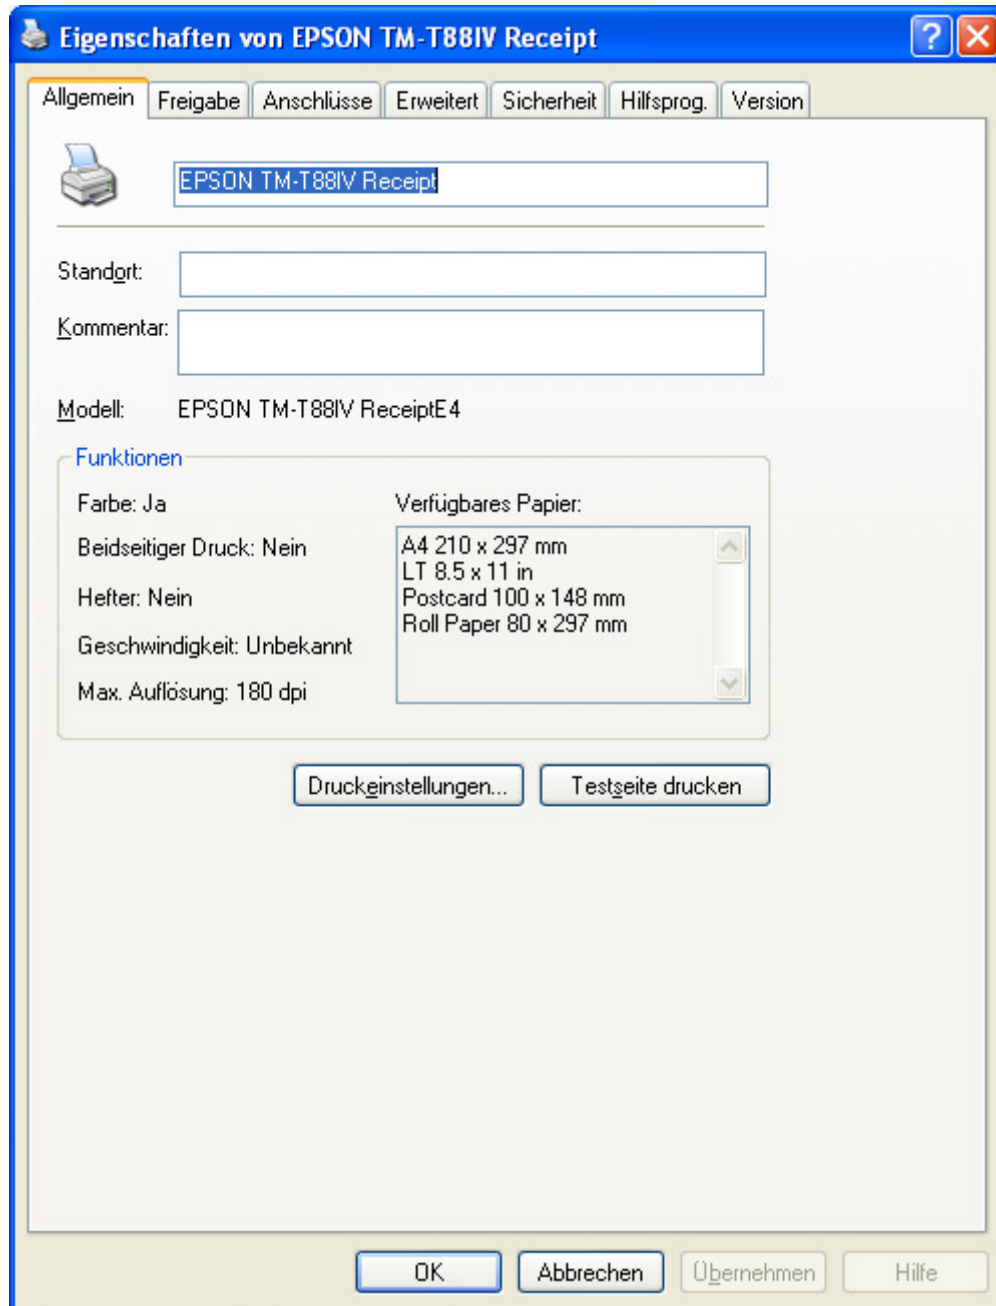 Eigenschaften von EPSON TM-T88IV Receipt
Allgemein Freigabe Anschlüsse Erweitert Sicherheit Hilfsprog. Version
EPSON TM-T88IV Receipt
Standort:
Kommentar:
Modell: EPSON TM-T88IV ReceiptE4
Funktionen
Farbe: Ja
Beidseitiger Druck: Nein
Hefter: Nein
Geschwindigkeit: Unbekannt
Max. Auflösung: 180 dpi
Verfügbares Papier:
A4 210 x 297 mm
LT 8.5 x 11 in
Postcard 100 x 148 mm
Roll Paper 80 x 297 mm
Druckeinstellungen... Testseite drucken
OK Abbrechen Übernehmen Hilfe